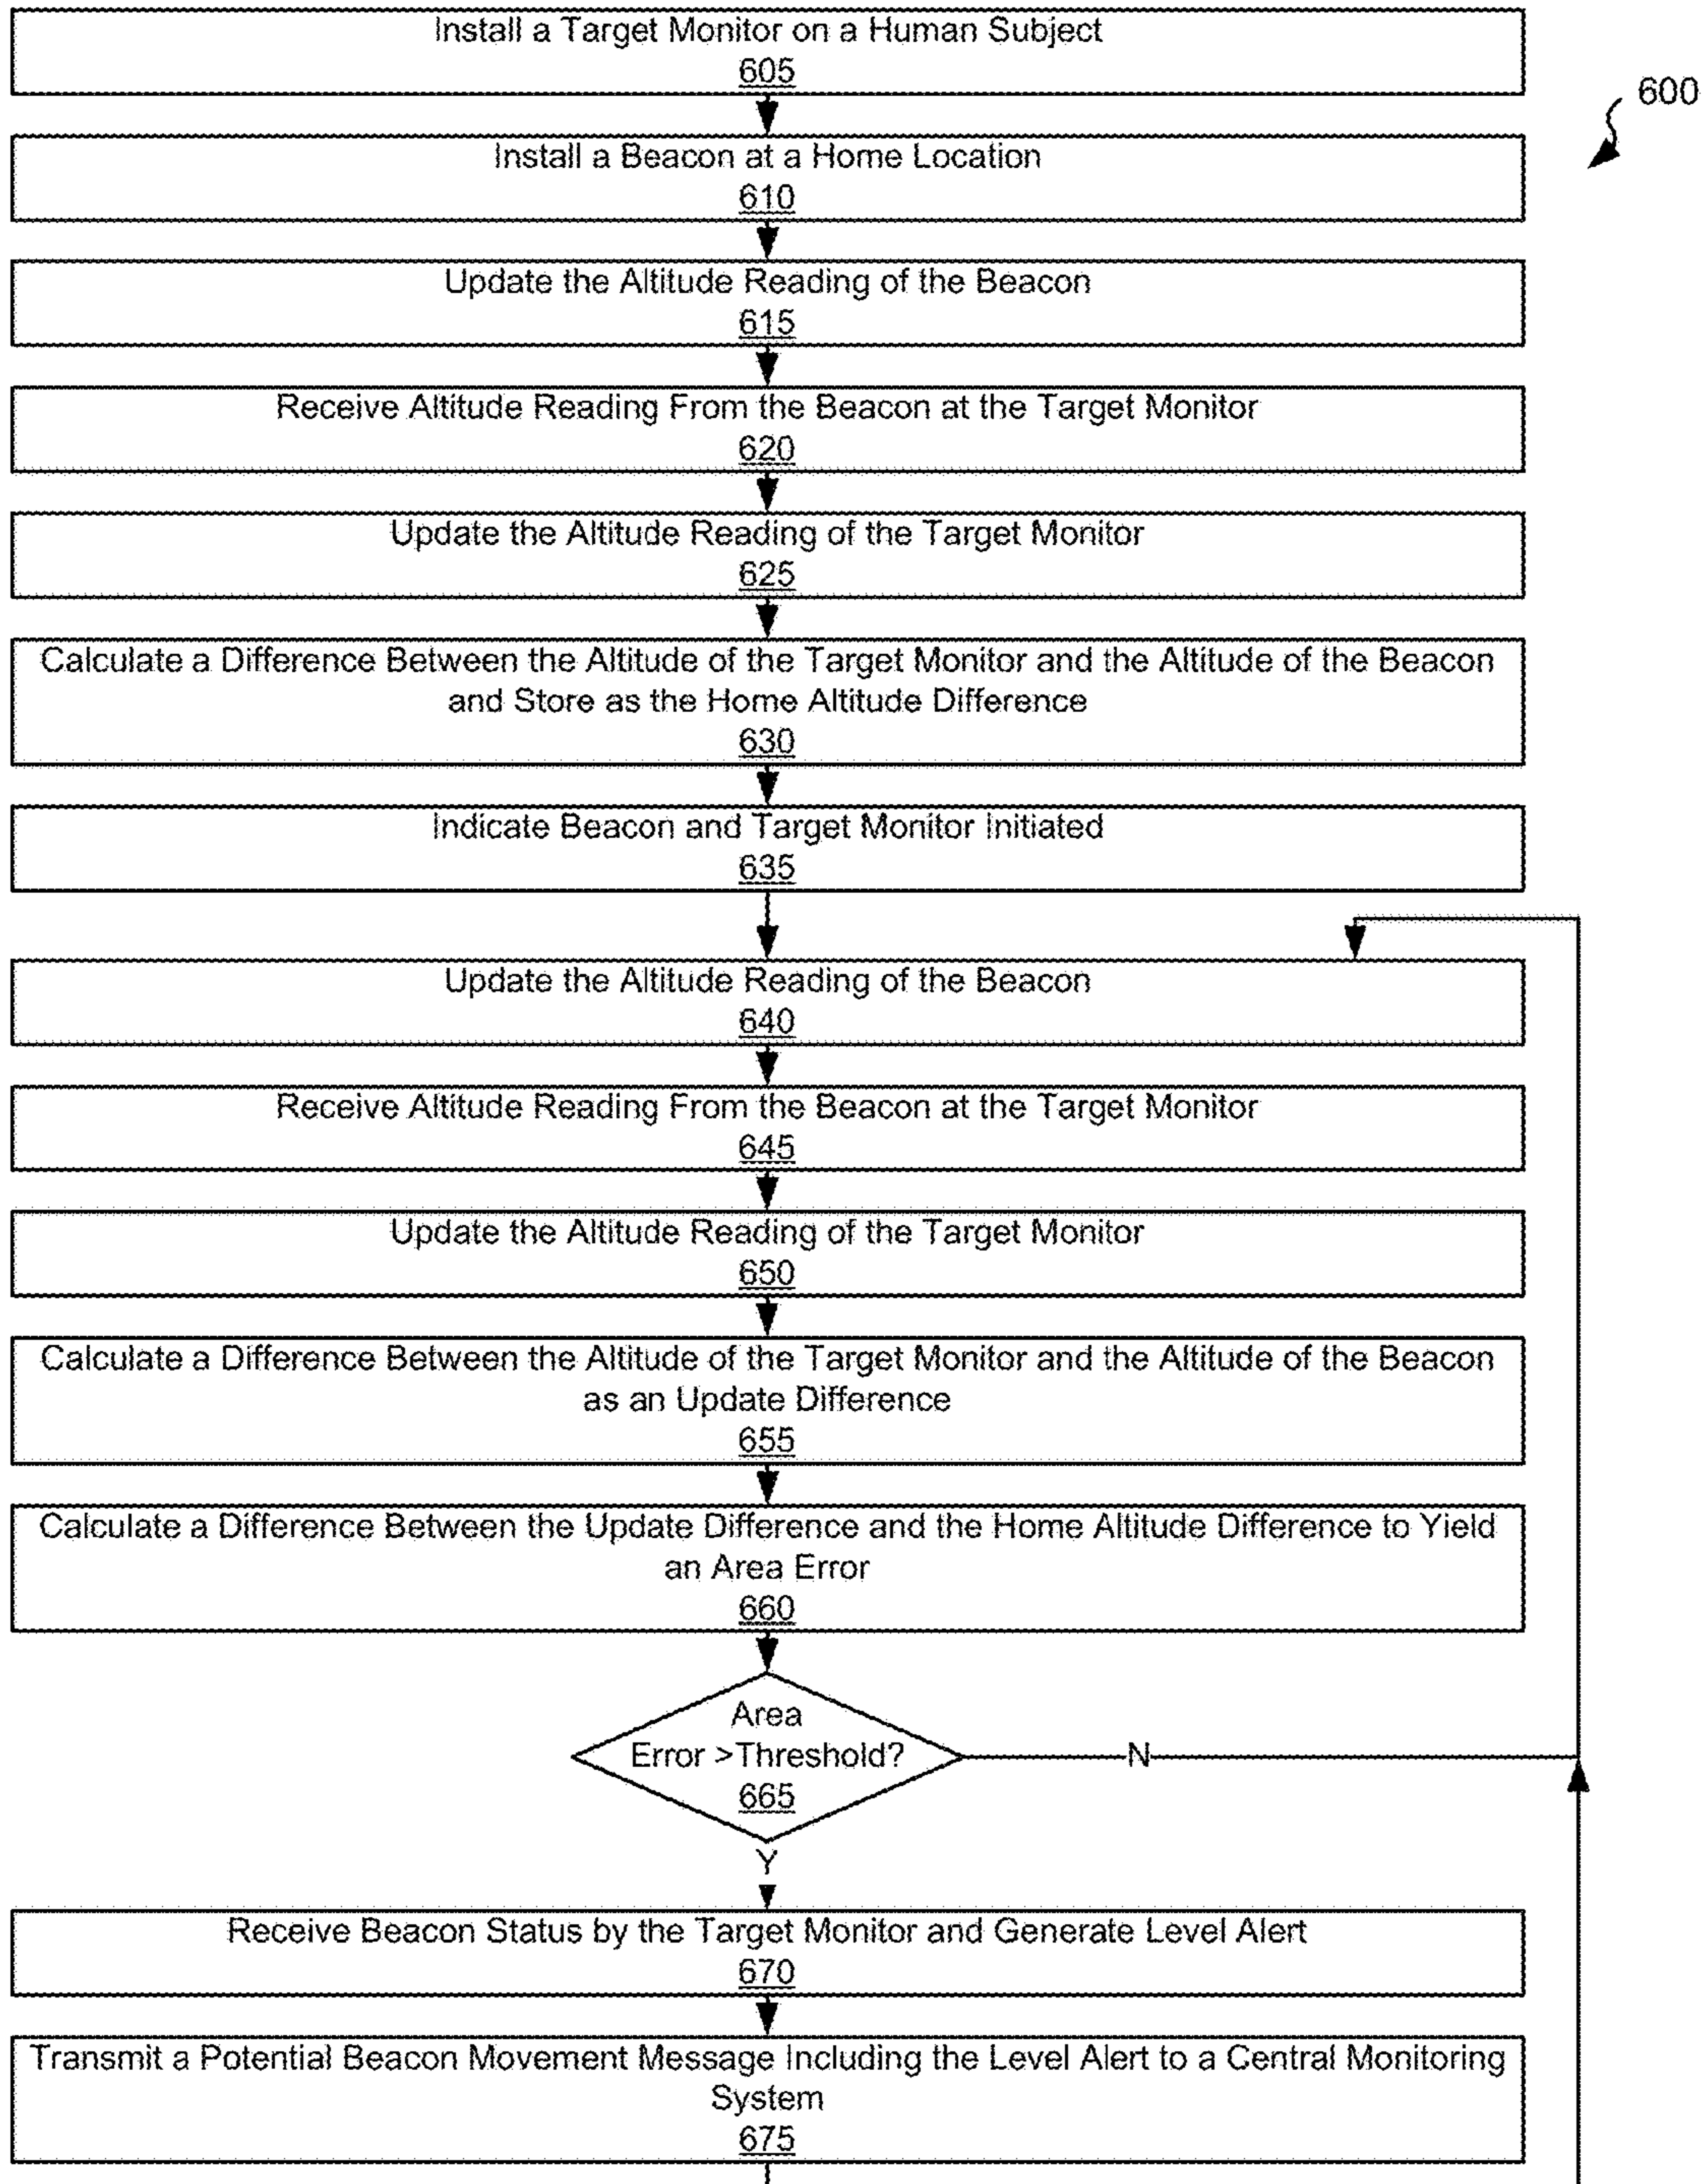 Install a Target Monitor on a Human Subject
605
600
Install a Beacon at a Home Location
610
Update the Altitude Reading of the Beacon
615
Receive Altitude Reading From the Beacon at the Target Monitor
620
Update the Altitude Reading of the Target Monitor
625
Calculate a Difference Between the Altitude of the Target Monitor and the Altitude of the Beacon
and Store as the Home Altitude Difference
630
Indicate Beacon and Target Monitor Initiated
635
Update the Altitude Reading of the Beacon
640
Receive Altitude Reading From the Beacon at the Target Monitor
645
Update the Altitude Reading of the Target Monitor
650
Calculate a Difference Between the Altitude of the Target Monitor and the Altitude of the Beacon
as an Update Difference
655
Calculate a Difference Between the Update Difference and the Home Altitude Difference to Yield
an Area Error
660
Area
Error >Threshold?
665
N
Y
Receive Beacon Status by the Target Monitor and Generate Level Alert
670
Transmit a Potential Beacon Movement Message Including the Level Alert to a Central Monitoring
System
675